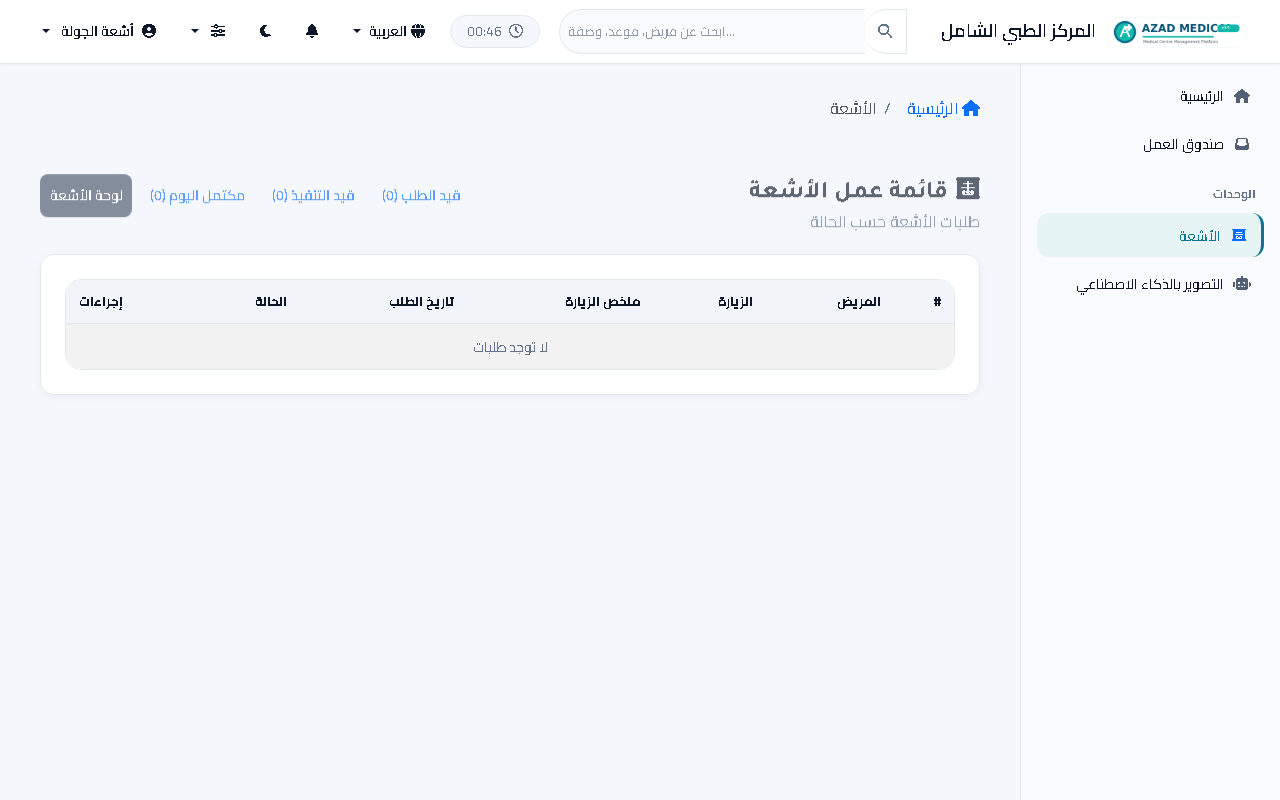 AZAD MEDIC
Medical Centre Management Platform
المركز الطبي الشامل
ابحث عن مريض، موعد، وصفة...
00:46
العربية
أشعة الجولة
الرئيسية
صندوق العمل
الوحدات
الأشعة
التصوير بالذكاء الاصطناعي
الرئيسية / الأشعة
قائمة عمل الأشعة
طلبات الأشعة حسب الحالة
قيد الطلب (0) قيد التنفيذ (0) مكتمل اليوم (0) لوحة الأشعة
# المريض الزيارة ملخص الزيارة تاريخ الطلب الحالة إجراءات
لا توجد طلبات